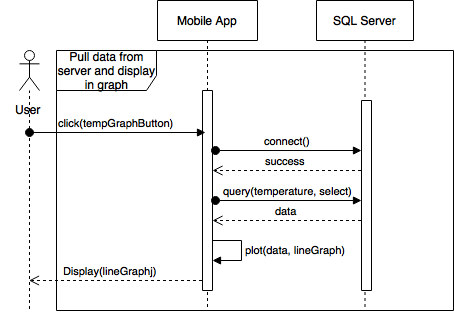 Mobile App
SQL Server
Pull data from
server and display
in graph
User
click(tempGraphButton)
connect()
success
query(temperature, select)
data
plot(data, lineGraph)
Display(lineGraphj)